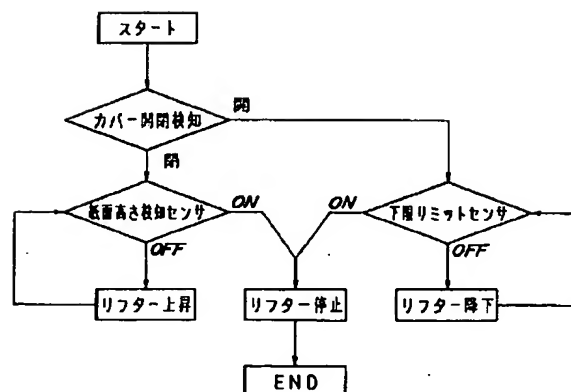 スタート
カバー開閉検知
開
閉
紙面高さ検知センサ
ON
ON
下限リミットセンサ
OFF
OFF
リフター上昇
リフター停止
リフター降下
END